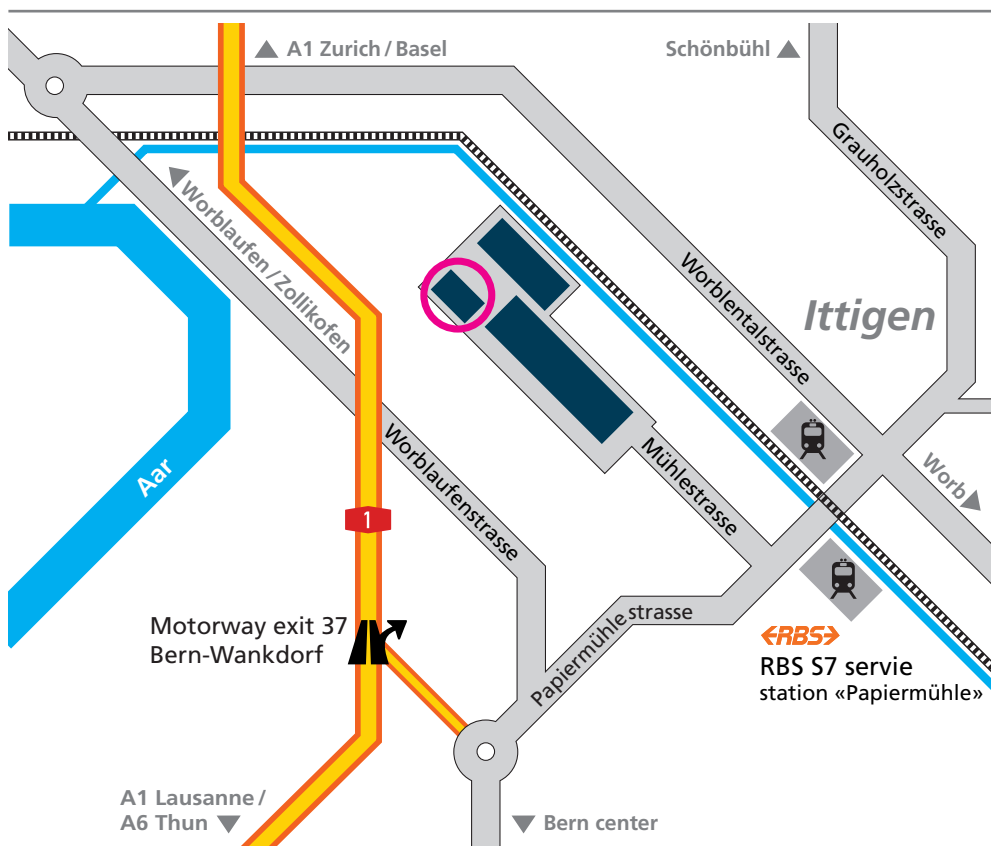 A1 Zurich / Basel
Schönbühl
Grauholzstrasse
Worblaufen / Zollikofen
Worblentalstrasse
Ittigen
Aar
Worblaufenstrasse
Mühlestrasse
Worb
1
Motorway exit 37
Bern-Wankdorf
Papiermühlestrasse
RBS
RBS S7 servie
station «Papiermühle»
A1 Lausanne /
A6 Thun
Bern center